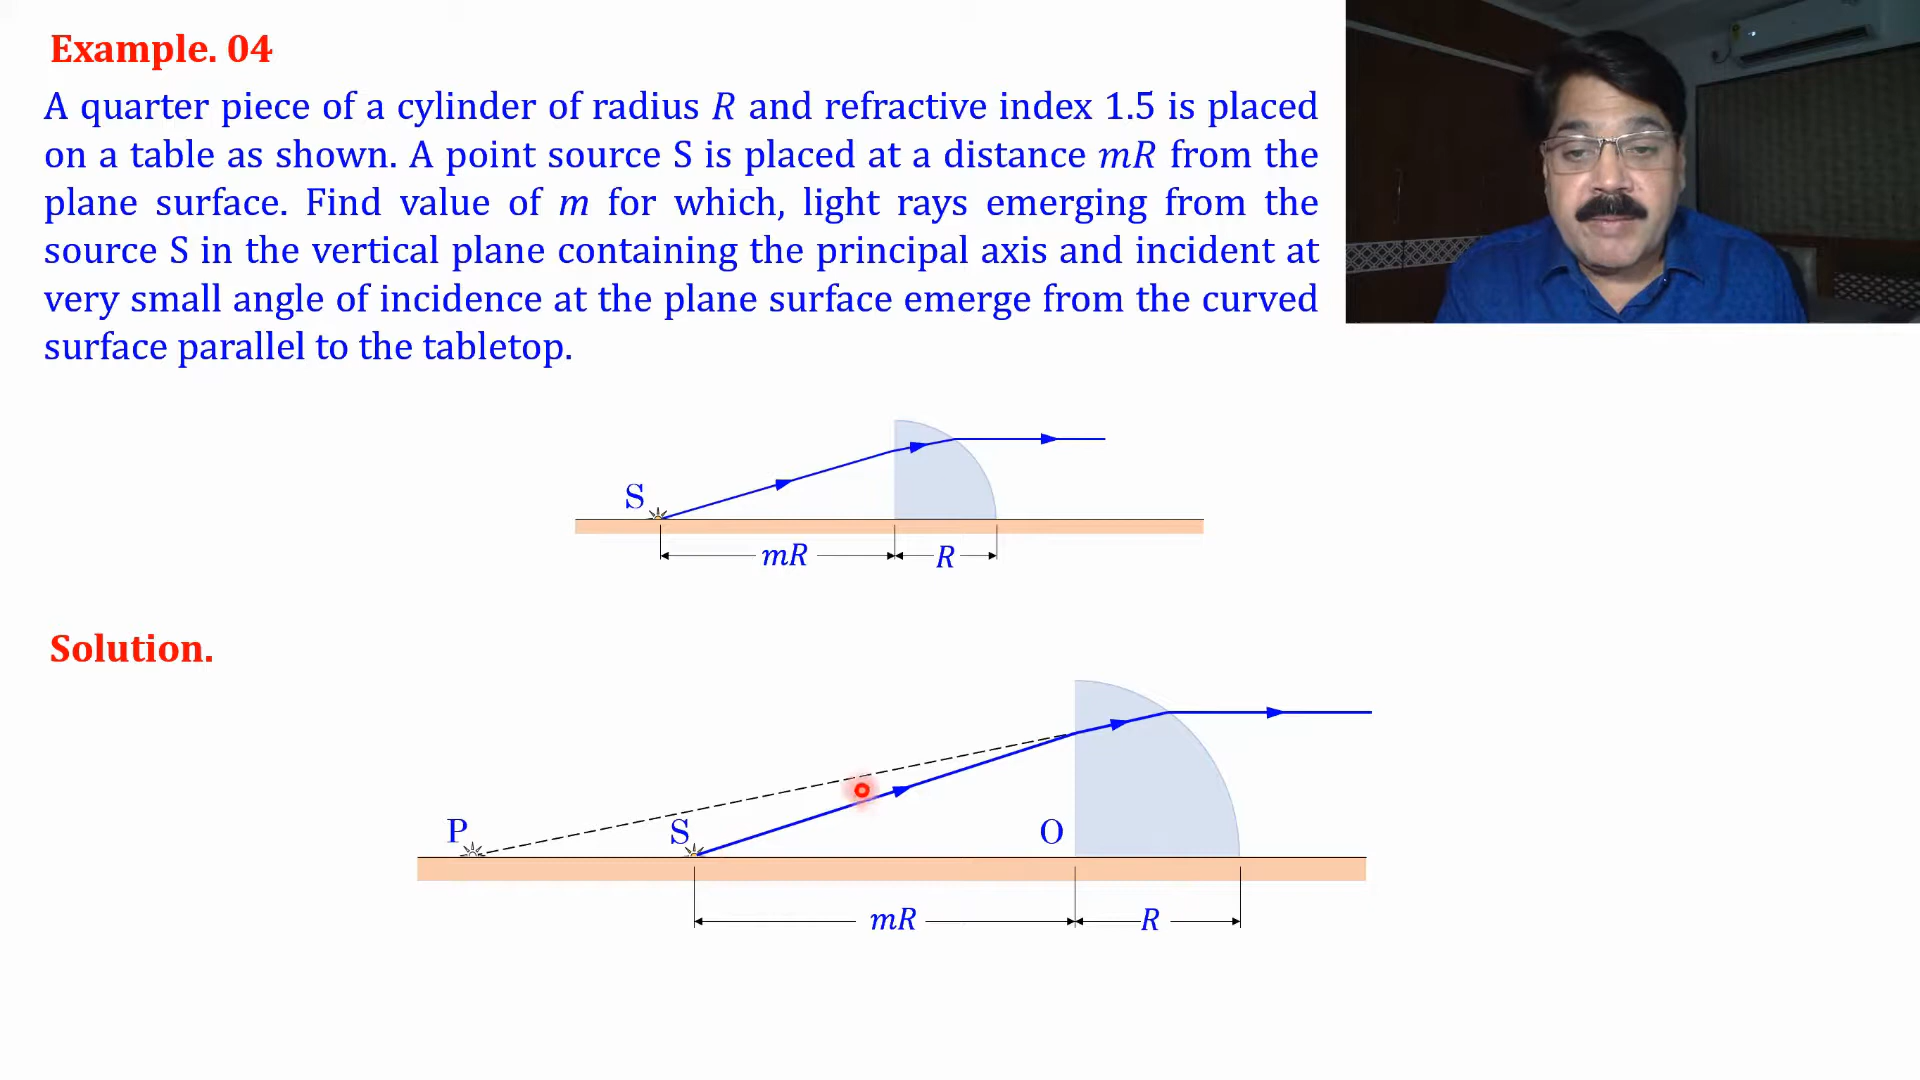 Example. 04
A quarter piece of a cylinder of radius R and refractive index 1.5 is placed
on a table as shown. A point source S is placed at a distance mR from the
plane surface. Find value of m for which, light rays emerging from the
source S in the vertical plane containing the principal axis and incident at
very small angle of incidence at the plane surface emerge from the curved
surface parallel to the tabletop.
S
mR R
Solution.
P S O
mR R